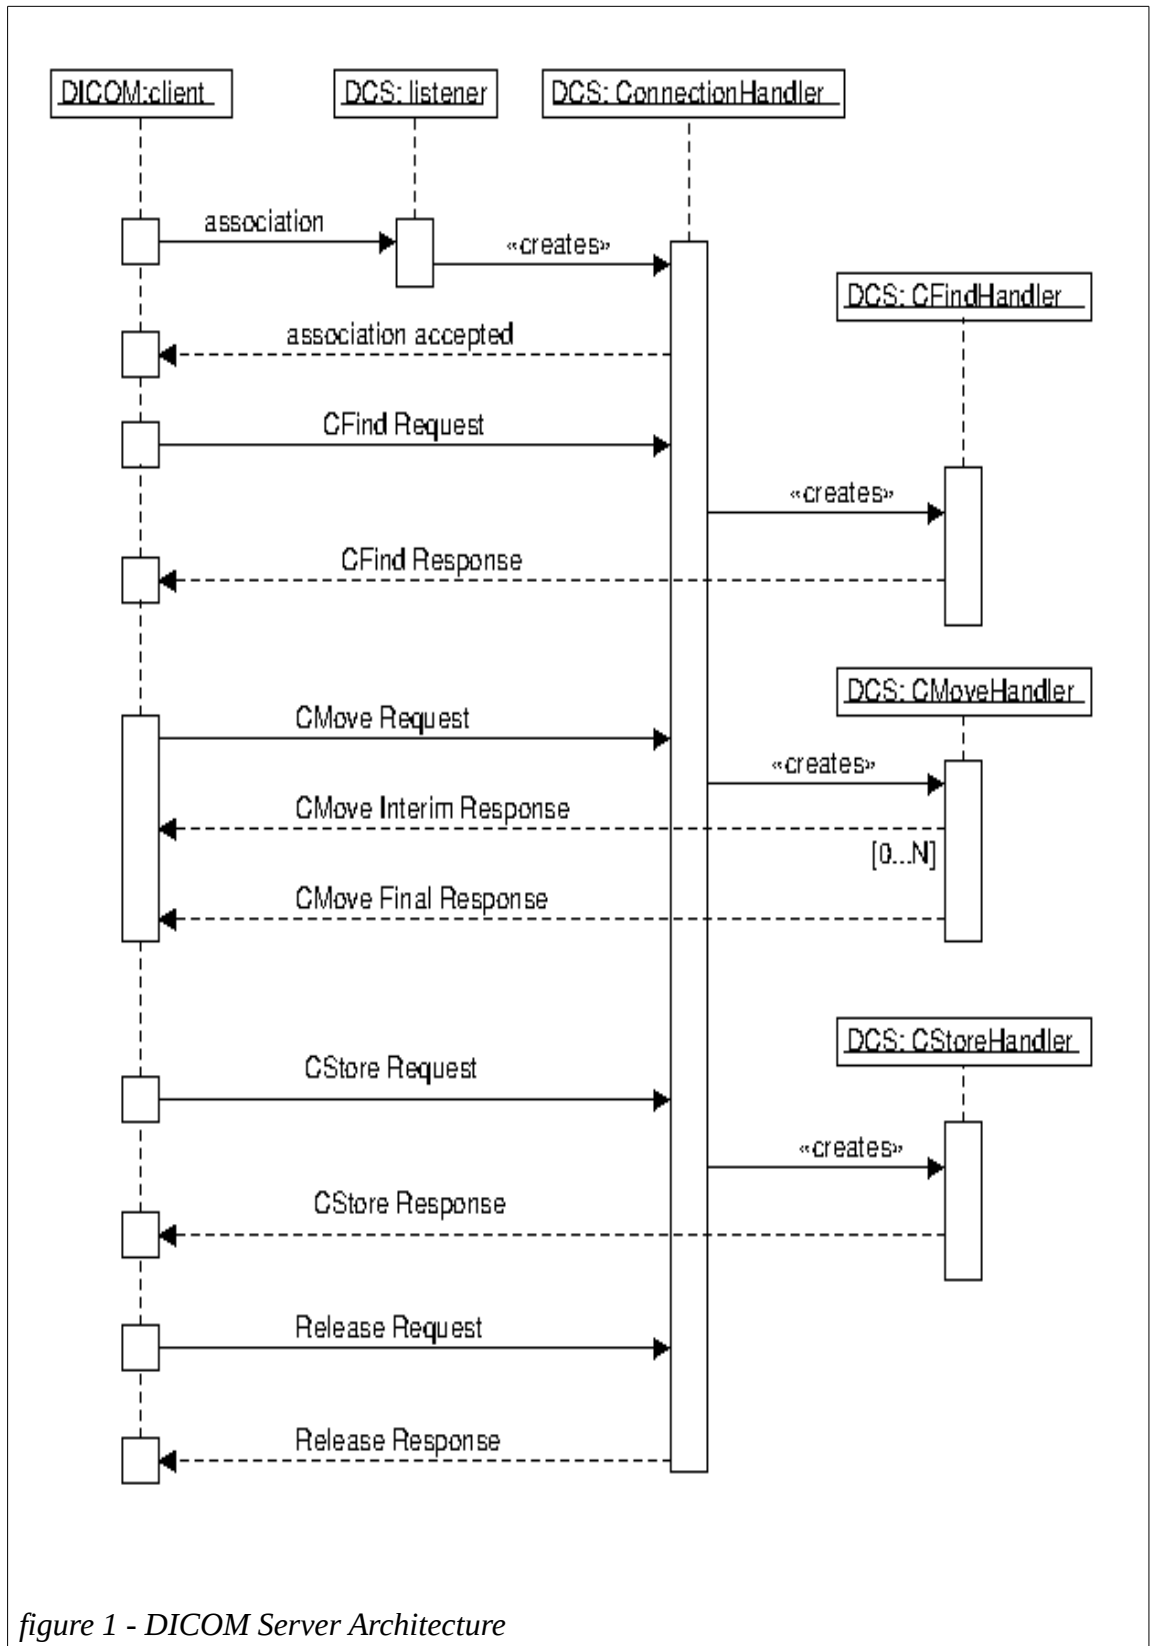 DICOM:client
DCS: listener
DCS: ConnectionHandler
association
«creates»
DCS: CFindHandler
association accepted
CFind Request
«creates»
CFind Response
DCS: CMoveHandler
CMove Request
«creates»
CMove Interim Response
[0...N]
CMove Final Response
DCS: CStoreHandler
CStore Request
«creates»
CStore Response
Release Request
Release Response
figure 1 - DICOM Server Architecture